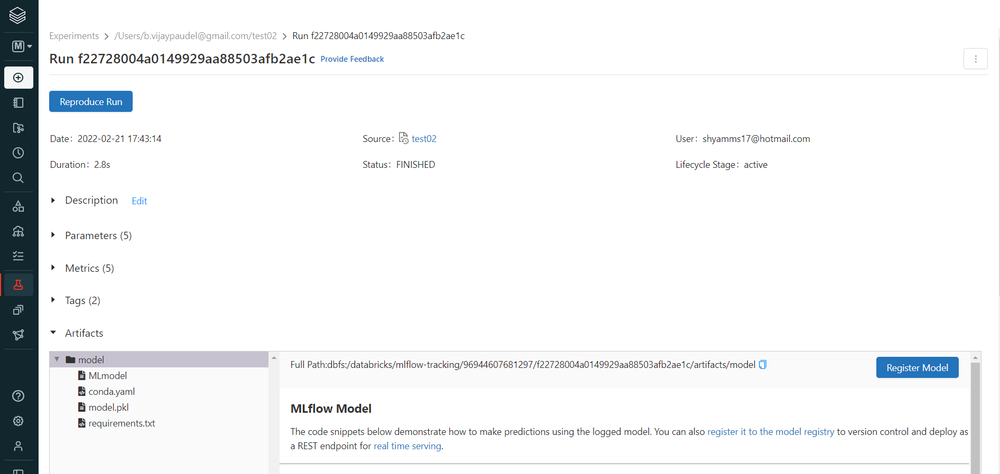 M
Experiments > /Users/b.vijaypaudel@gmail.com/test02 > Run f22728004a0149929aa88503afb2ae1c
Run f22728004a0149929aa88503afb2ae1c Provide Feedback
Reproduce Run
Date: 2022-02-21 17:43:14
Source: test02
User: shyamms17@hotmail.com
Duration: 2.8s
Status: FINISHED
Lifecycle Stage: active
Description Edit
Parameters (5)
Metrics (5)
Tags (2)
Artifacts
model
MLmodel
conda.yaml
model.pkl
requirements.txt
Full Path:dbfs:/databricks/mlflow-tracking/96944607681297/f22728004a0149929aa88503afb2ae1c/artifacts/model
Register Model
MLflow Model
The code snippets below demonstrate how to make predictions using the logged model. You can also register it to the model registry to version control and deploy as
a REST endpoint for real time serving.